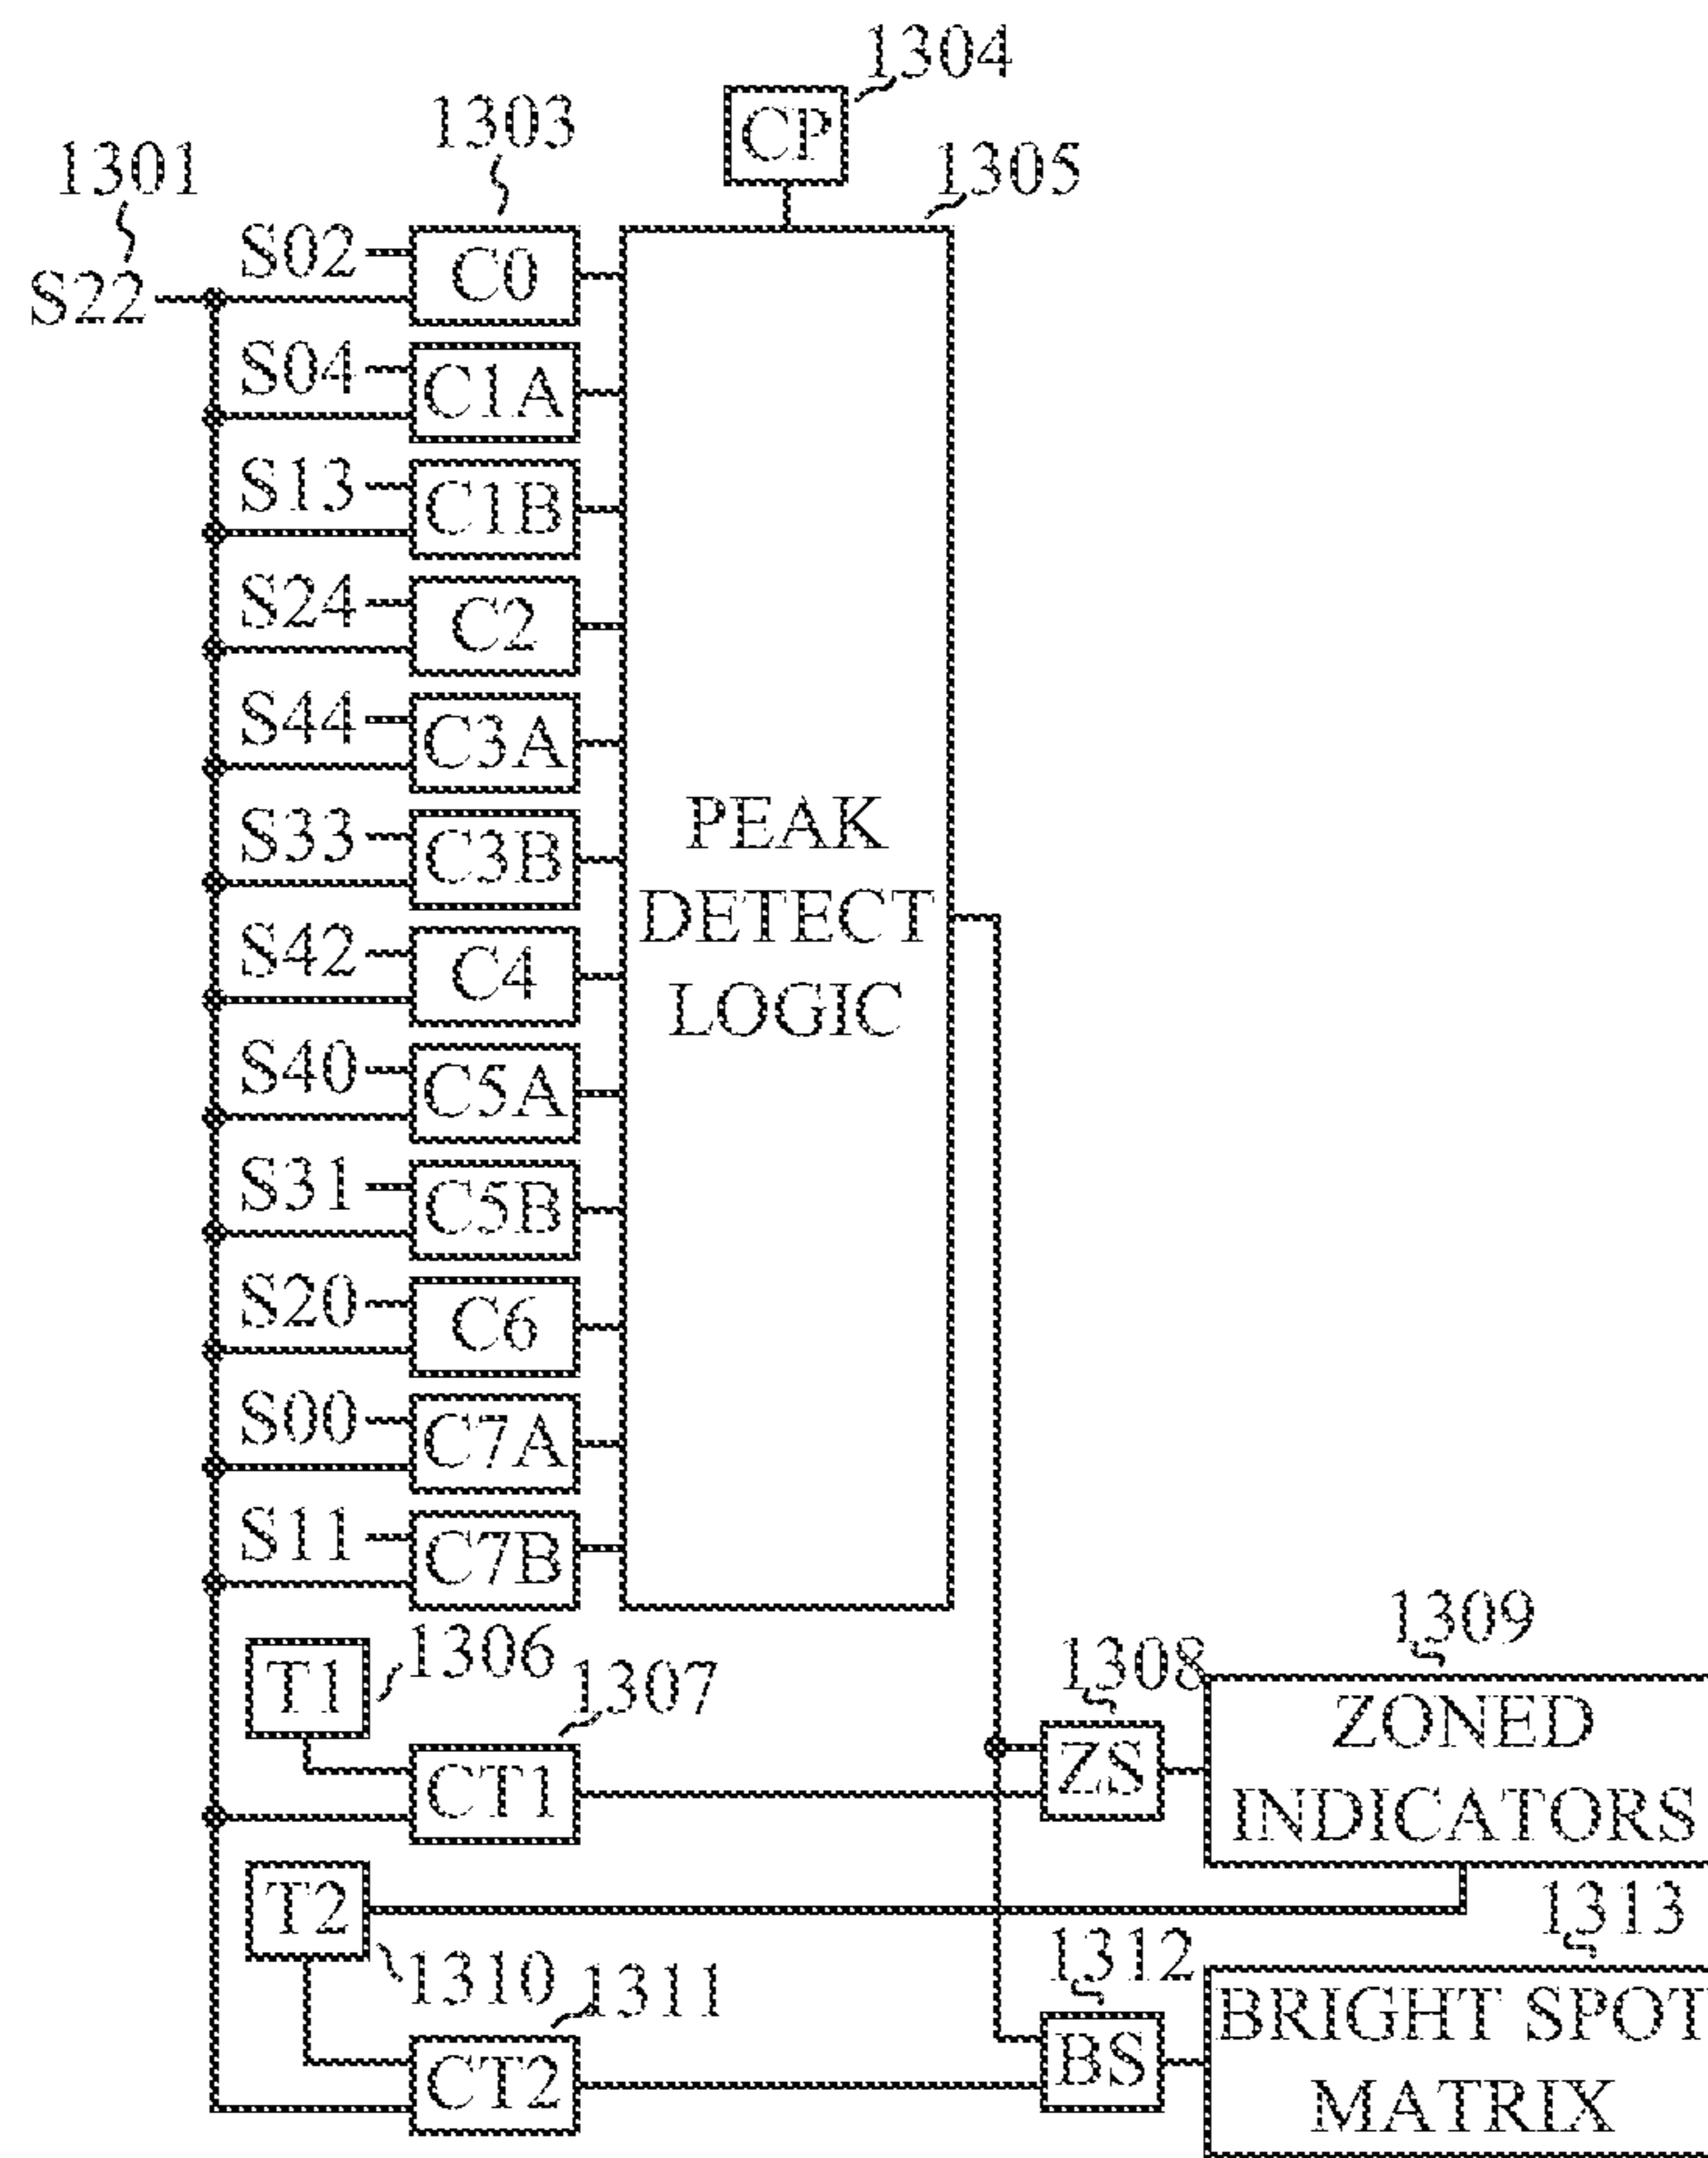 1304
CP
1303
1305
1301
S02
C0
S22
S04
C1A
S13
C1B
S24
C2
S44
C3A
S33
C3B
PEAK
DETECT
LOGIC
S42
C4
S40
C5A
S31
C5B
S20
C6
S00
C7A
S11
C7B
1309
1306
1308
T1
1307
ZONED
INDICATORS
ZS
CT1
T2
1313
1312
1310
1311
BRIGHT SPOT
MATRIX
BS
CT2